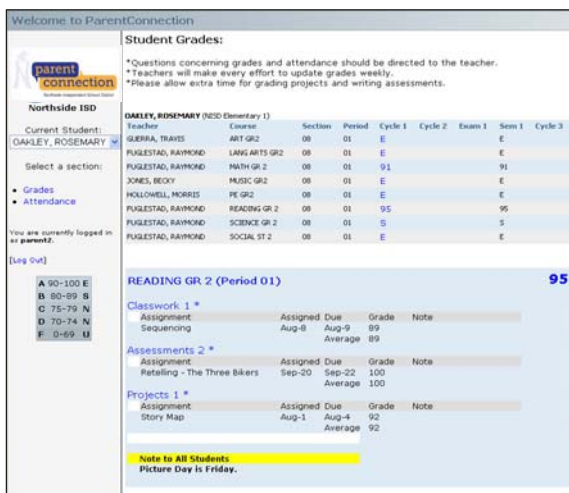 Welcome to ParentConnection
parent
connection
Northside Independent School District
Northside ISD
Current Student:
OAKLEY, ROSEMARY
Select a section:
• Grades
• Attendance
You are currently logged in
as parent2.
[Log Out]
A 90-100 E
B 80-89 S
C 75-79 N
D 70-74 N
F 0-69 U
Student Grades:
*Questions concerning grades and attendance should be directed to the teacher.
*Teachers will make every effort to update grades weekly.
*Please allow extra time for grading projects and writing assessments.
OAKLEY, ROSEMARY (NISD Elementary 1)
Teacher Course Section Period Cycle 1 Cycle 2 Exam 1 Sem 1 Cycle 3
GUERRA, TRAVIS ART GR2 08 01 E E
FUGLESTAD, RAYMOND LANG ARTS GR2 08 01 E E
FUGLESTAD, RAYMOND MATH GR 2 08 01 91 91
JONES, BECKY MUSIC GR2 08 01 E E
HOLLOWELL, MORRIS PE GR2 08 01 E E
FUGLESTAD, RAYMOND READING GR 2 08 01 95 95
FUGLESTAD, RAYMOND SCIENCE GR 2 08 01 S S
FUGLESTAD, RAYMOND SOCIAL ST 2 08 01 E E
READING GR 2 (Period 01) 95
Classwork 1 *
Assignment Assigned Due Grade Note
Sequencing Aug-8 Aug-9 89
Average 89
Assessments 2 *
Assignment Assigned Due Grade Note
Retelling - The Three Bikers Sep-20 Sep-22 100
Average 100
Projects 1 *
Assignment Assigned Due Grade Note
Story Map Aug-1 Aug-4 92
Average 92
Note to All Students
Picture Day is Friday.